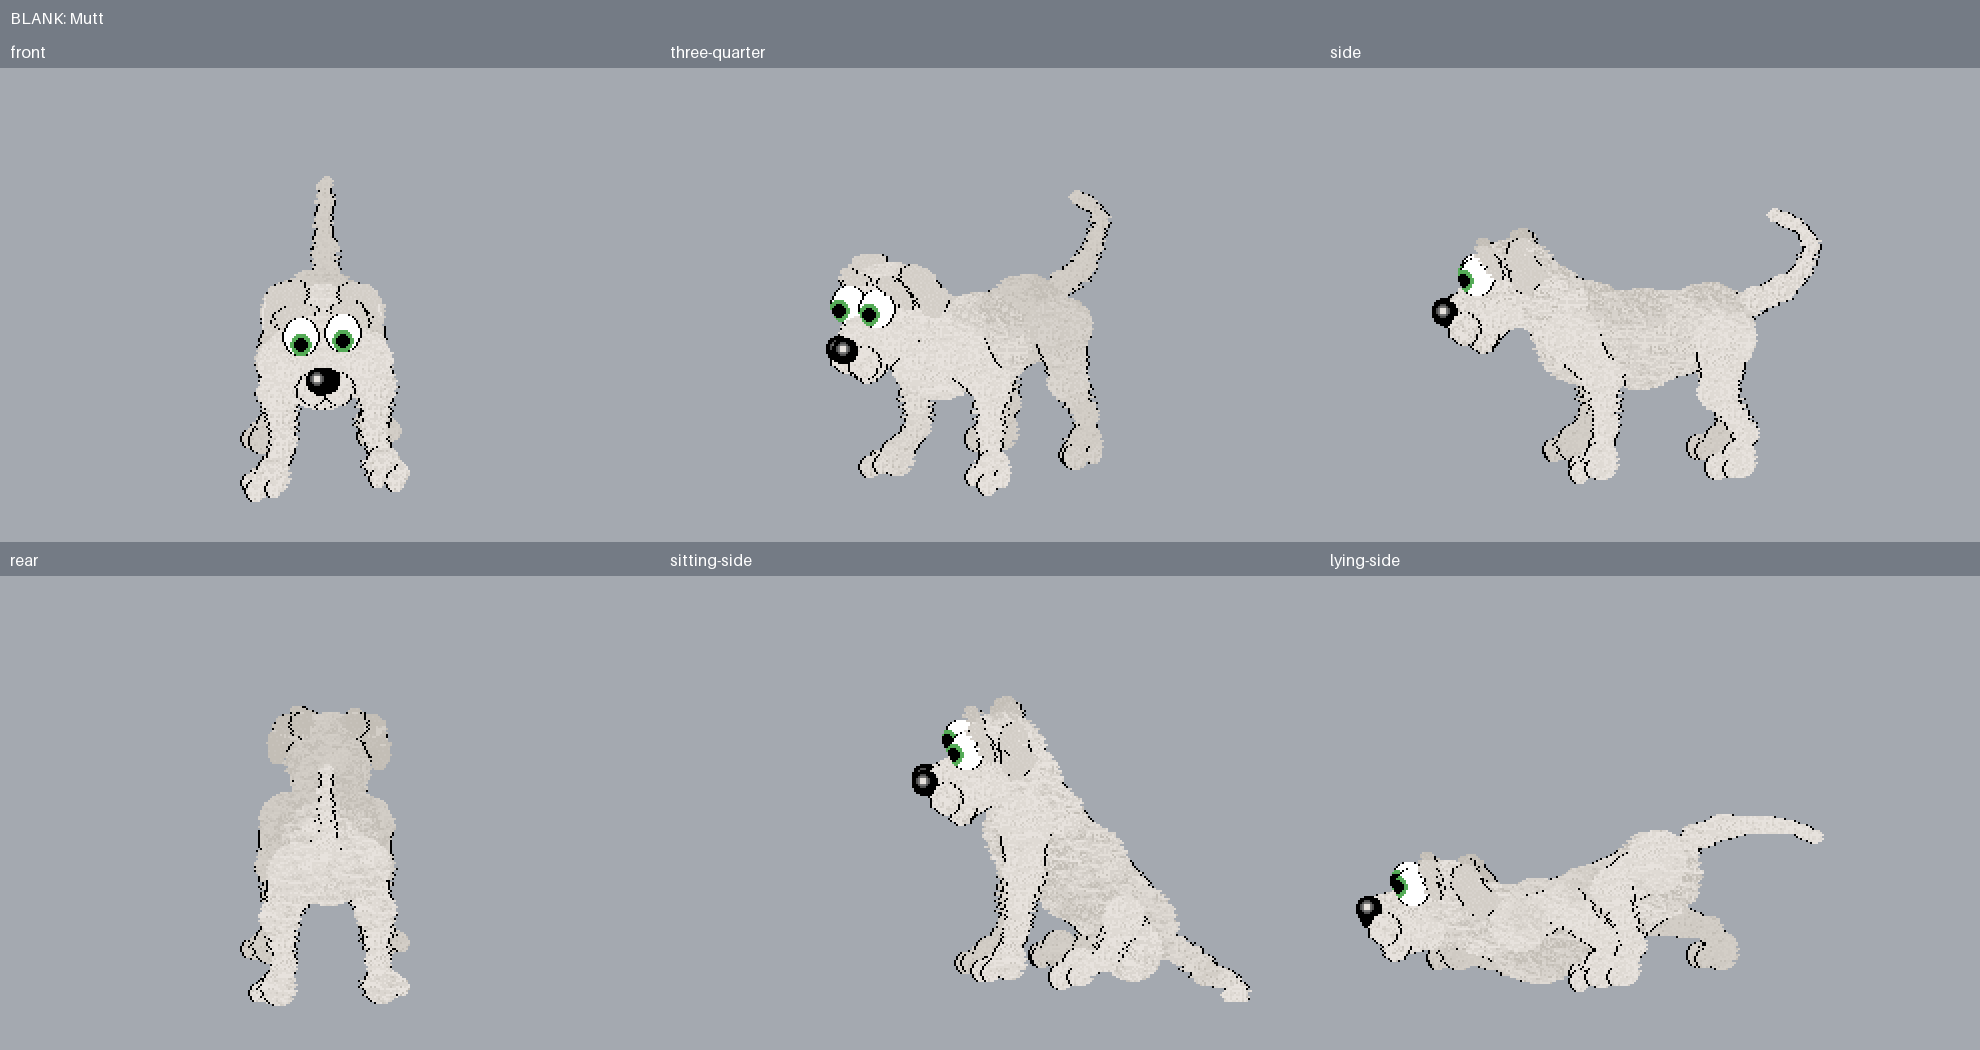 BLANK: Mutt
front
three-quarter
side
rear
sitting-side
lying-side